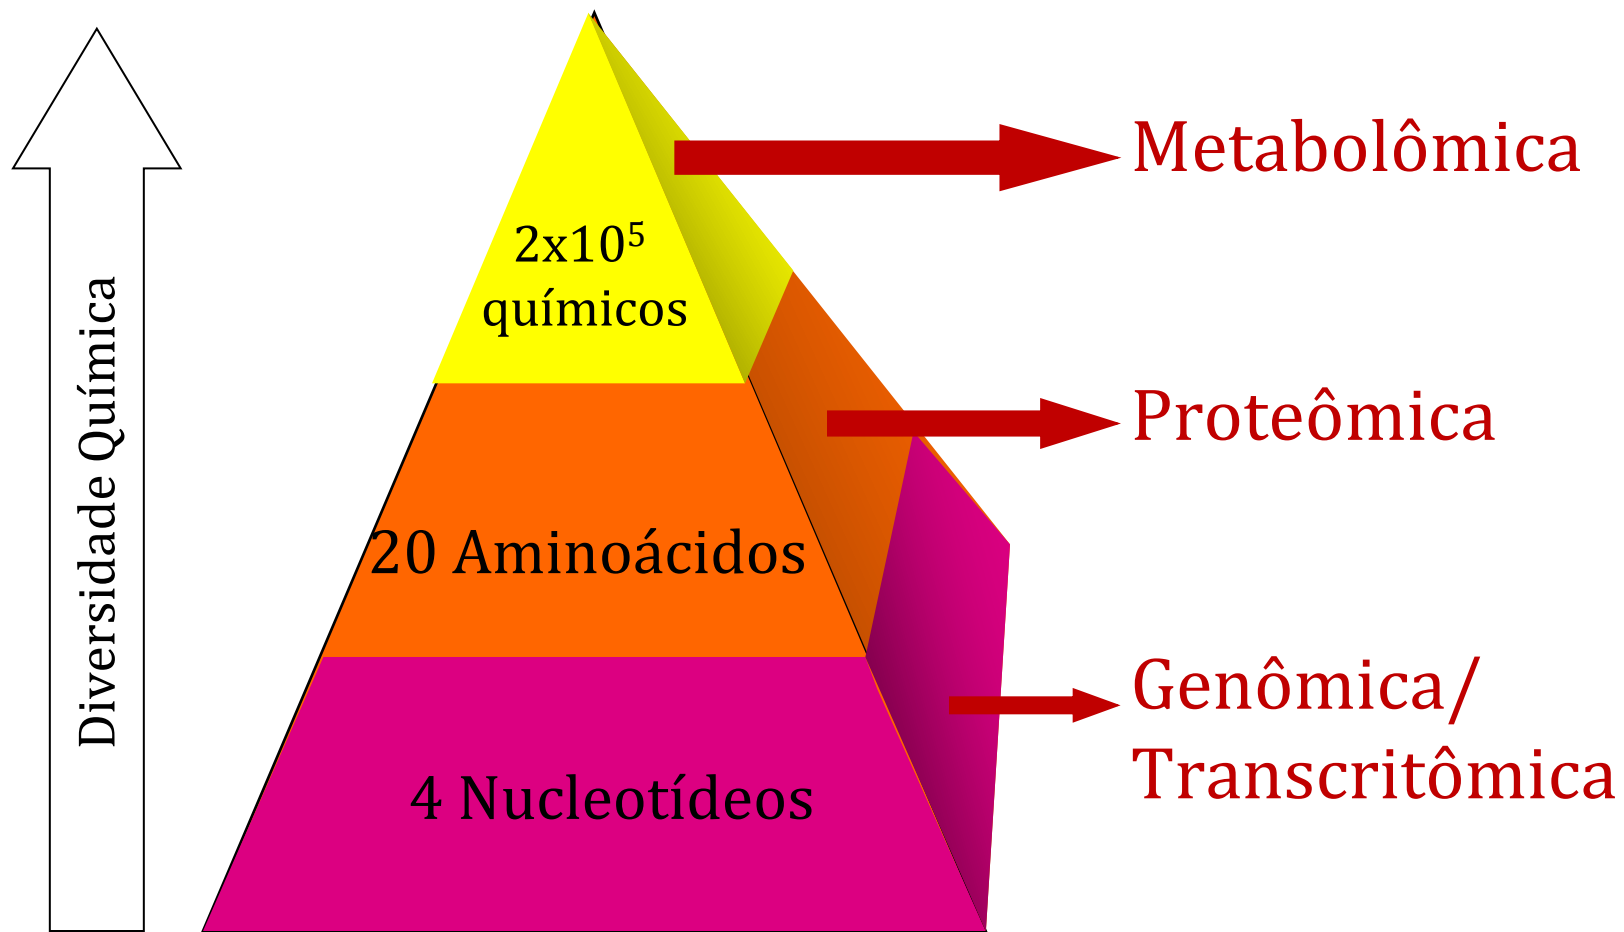 Diversidade Química
2x10⁵
químicos
20 Aminoácidos
4 Nucleotídeos
Metabolômica
Proteômica
Genômica/
Transcritômica